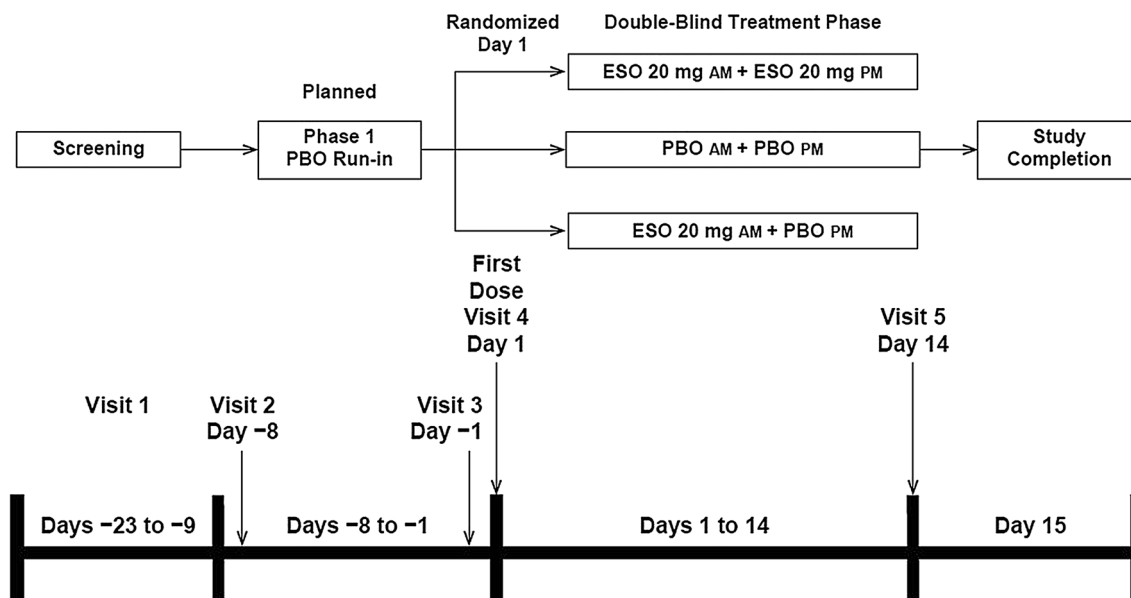 Randomized
Day 1
Double-Blind Treatment Phase
ESO 20 mg AM + ESO 20 mg PM
Planned
Screening
Phase 1
PBO Run-in
PBO AM + PBO PM
Study
Completion
ESO 20 mg AM + PBO PM
First
Dose
Visit 4
Day 1
Visit 5
Day 14
Visit 1
Visit 2
Day −8
Visit 3
Day −1
Days −23 to −9
Days −8 to −1
Days 1 to 14
Day 15